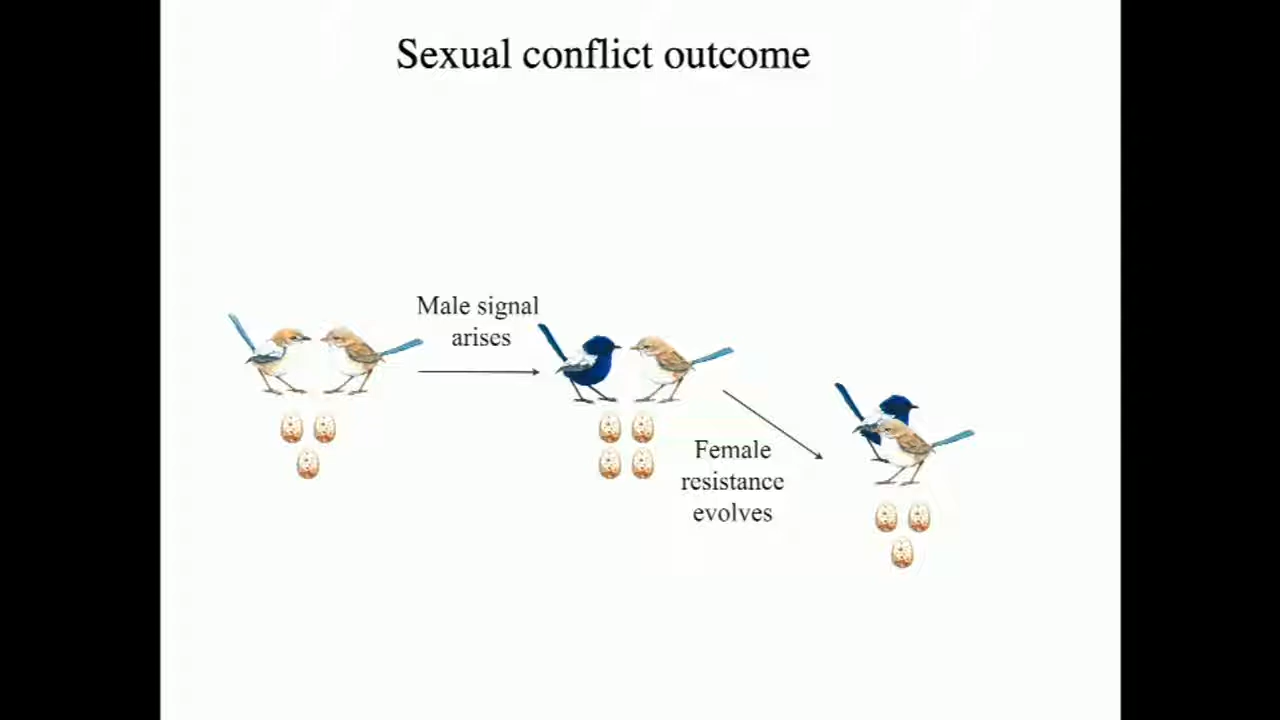 Sexual conflict outcome
Male signal
arises
Female
resistance
evolves